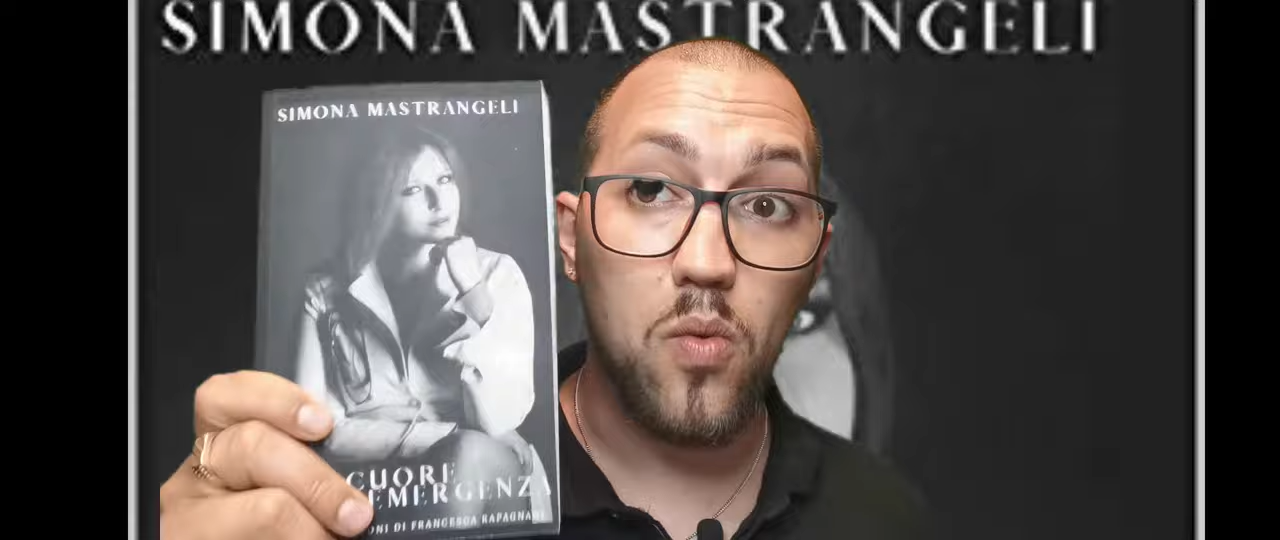 SIMONA MASTRANGELI
SIMONA MASTRANGELI
CUORE
EMERGENZA
DI FRANCESCA RAPAGNANI